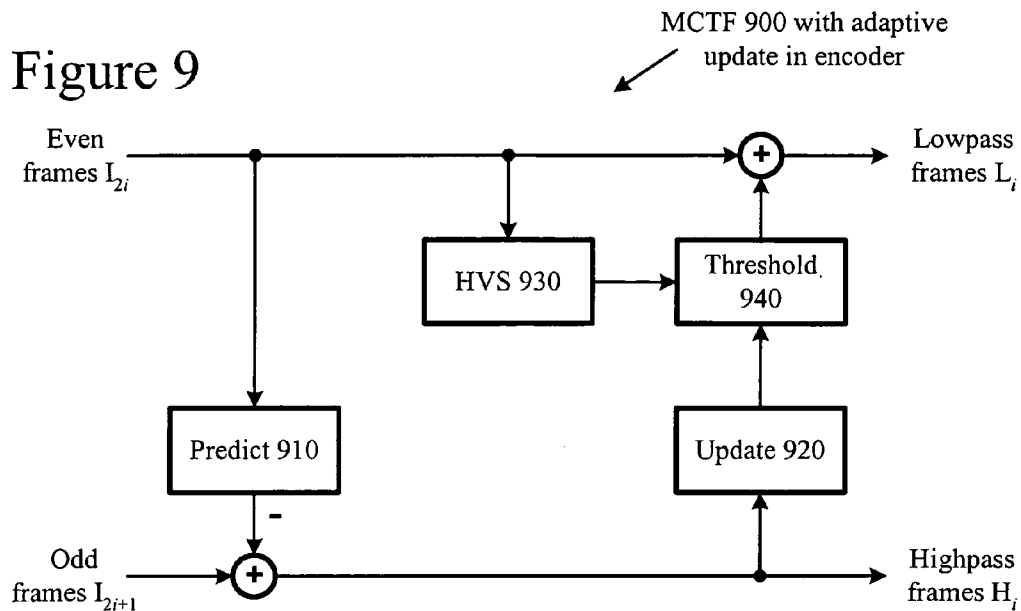 MCTF 900 with adaptive
update in encoder
Figure 9
Even
frames I₂ᵢ
+
Lowpass
frames Lᵢ
HVS 930
Threshold
940
Predict 910
Update 920
-
Odd
frames I₂ᵢ₊₁
+
Highpass
frames Hᵢ